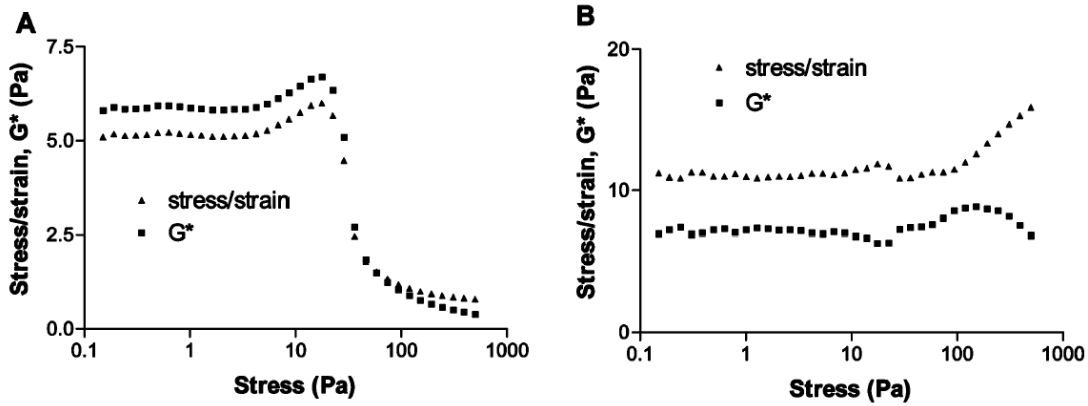 A
Stress/strain, G* (Pa)
7.5
5.0
2.5
0.0
stress/strain
G*
0.1
1
10
100
1000
Stress (Pa)
B
Stress/strain, G* (Pa)
20
10
0
stress/strain
G*
0.1
1
10
100
1000
Stress (Pa)